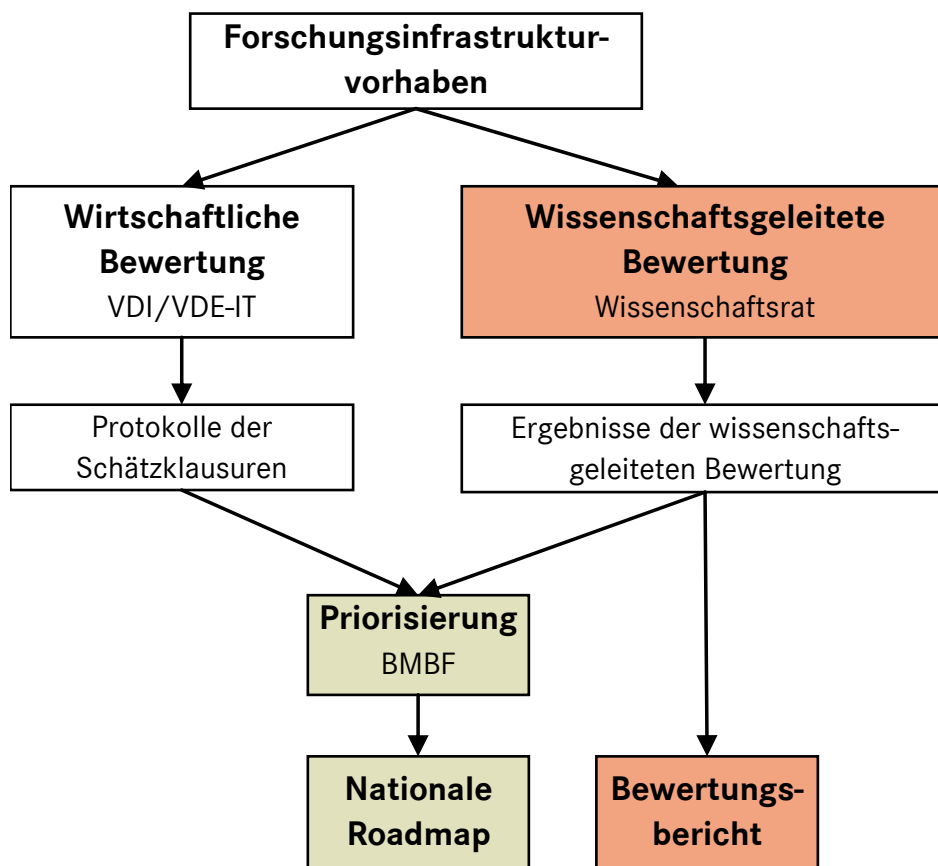 Forschungsinfrastruktur-
vorhaben
Wirtschaftliche
Bewertung
VDI/VDE-IT
Wissenschaftsgeleitete
Bewertung
Wissenschaftsrat
Protokolle der
Schätzklausuren
Ergebnisse der wissenschafts-
geleiteten Bewertung
Priorisierung
BMBF
Nationale
Roadmap
Bewertungs-
bericht